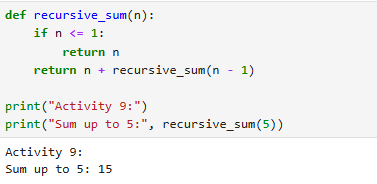 def recursive_sum(n):
    if n <= 1:
        return n
    return n + recursive_sum(n - 1)

print("Activity 9:")
print("Sum up to 5:", recursive_sum(5))
Activity 9:
Sum up to 5: 15